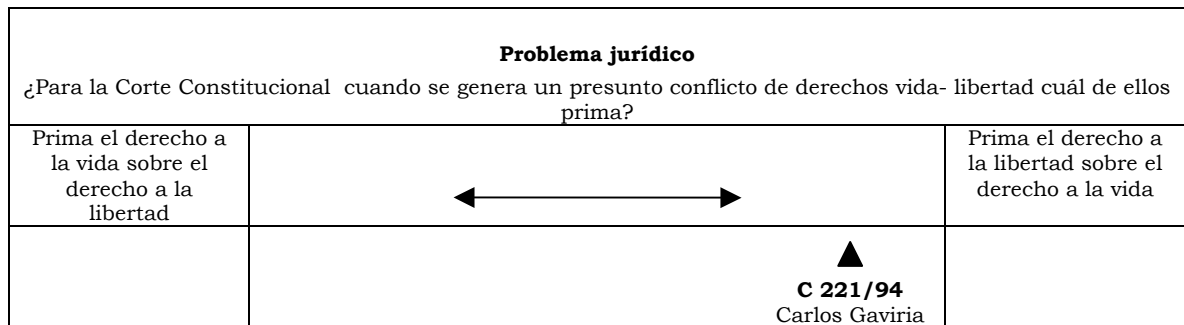 Problema jurídico
¿Para la Corte Constitucional cuando se genera un presunto conflicto de derechos vida- libertad cuál de ellos
prima?
Prima el derecho a
la vida sobre el
derecho a la
libertad
Prima el derecho a
la libertad sobre el
derecho a la vida
C 221/94
Carlos Gaviria